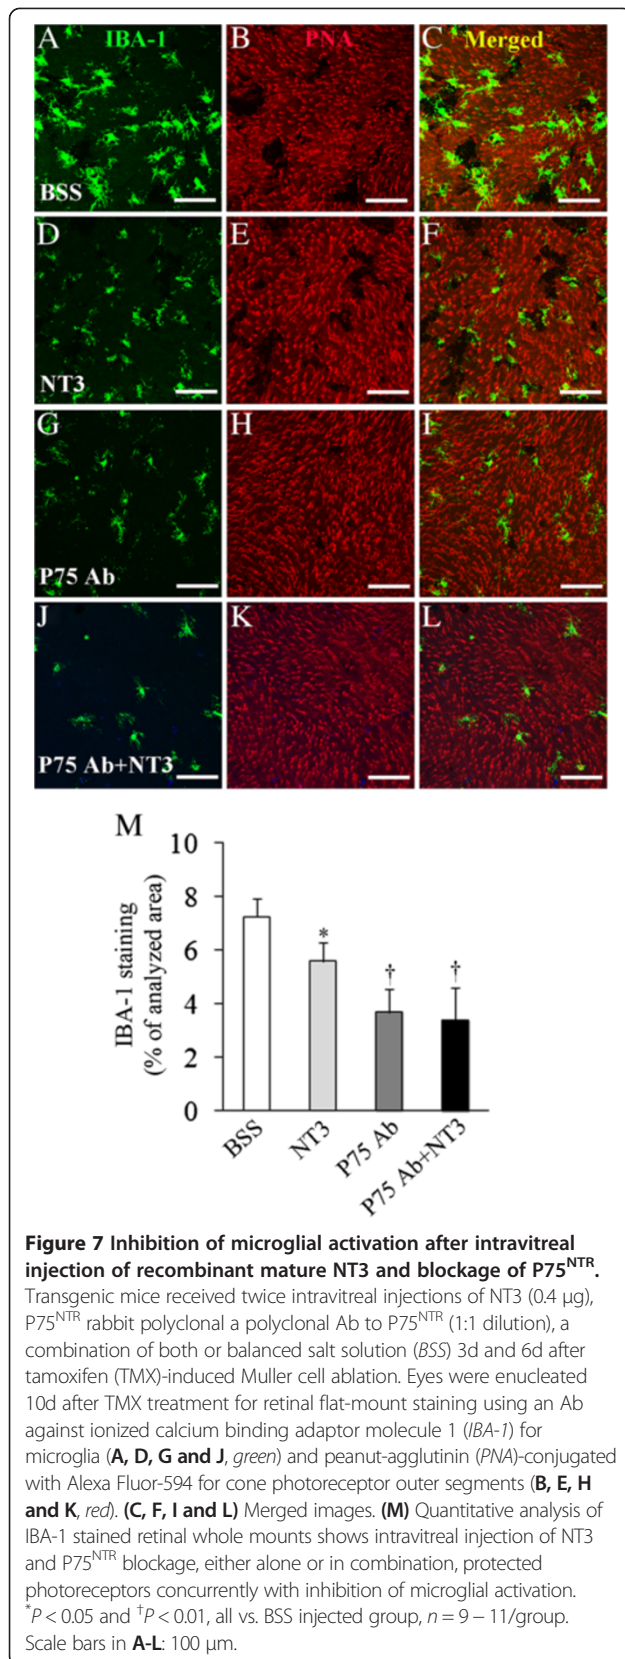 A IBA-1 B PNA C Merged
BSS
D E F
NT3
G H I
P75 Ab
J K L
P75 Ab+NT3
M
10
8
6
4
2
0
IBA-1 staining
(% of analyzed area)
*
†
†
BSS
NT3
P75 Ab
P75 Ab+NT3
Figure 7 Inhibition of microglial activation after intravitreal
injection of recombinant mature NT3 and blockage of P75NTR.
Transgenic mice received twice intravitreal injections of NT3 (0.4 μg),
P75NTR rabbit polyclonal a polyclonal Ab to P75NTR (1:1 dilution), a
combination of both or balanced salt solution (BSS) 3d and 6d after
tamoxifen (TMX)-induced Muller cell ablation. Eyes were enucleated
10d after TMX treatment for retinal flat-mount staining using an Ab
against ionized calcium binding adaptor molecule 1 (IBA-1) for
microglia (A, D, G and J, green) and peanut-agglutinin (PNA)-conjugated
with Alexa Fluor-594 for cone photoreceptor outer segments (B, E, H
and K, red). (C, F, I and L) Merged images. (M) Quantitative analysis of
IBA-1 stained retinal whole mounts shows intravitreal injection of NT3
and P75NTR blockage, either alone or in combination, protected
photoreceptors concurrently with inhibition of microglial activation.
*P < 0.05 and †P < 0.01, all vs. BSS injected group, n = 9 – 11/group.
Scale bars in A-L: 100 μm.